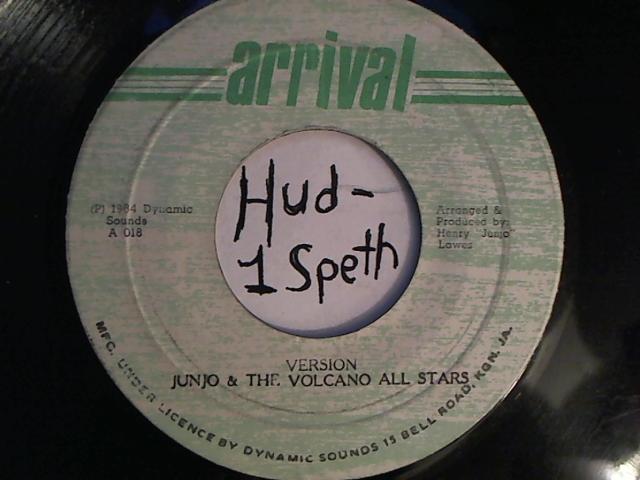 arrival
(P) 1984 Dynamic
Sounds
A 018
Hud-
1 Speth
Arranged &
Produced by:
Henry "Junjo"
Lawes
VERSION
JUNJO & THE VOLCANO ALL STARS
MFG. UNDER LICENCE BY DYNAMIC SOUNDS 15 BELL ROAD, KGN. JA.